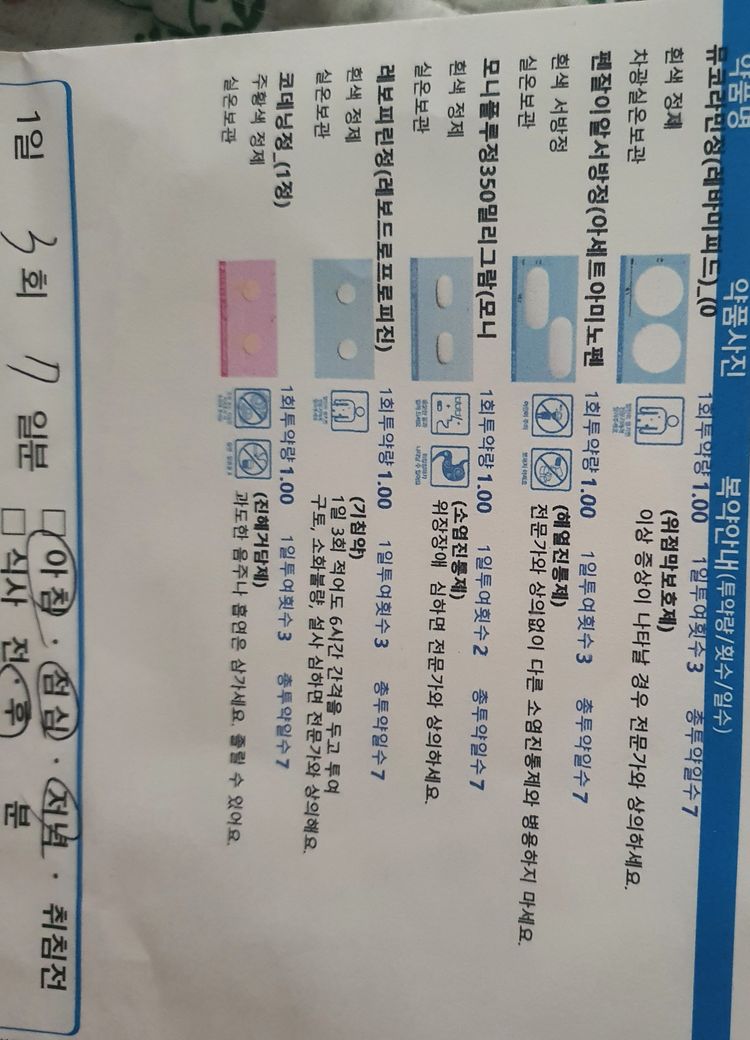 약품명 약품사진 복약안내(투약량/횟수/일수)
뮤코라민정(레바미피드)_(0 1회투약량 1.00 1일투여횟수 3 총투약일수 7
흰색 정제 (위점막보호제)
차광실온보관 이상 증상이 나타날 경우 전문가와 상의하세요.
펜잘이알서방정(아세트아미노펜 1회투약량 1.00 1일투여횟수 3 총투약일수 7
흰색 서방정 (해열진통제)
실온보관 전문가와 상의없이 다른 소염진통제와 병용하지 마세요.
모니플루정350밀리그람(모니 1회투약량 1.00 1일투여횟수 2 총투약일수 7
흰색 정제 (소염진통제)
실온보관 위장장애 심하면 전문가와 상의하세요.
레보피린정(레보드로프로피진) 1회투약량 1.00 1일투여횟수 3 총투약일수 7
흰색 정제 (기침약)
실온보관 1일 3회 적어도 6시간 간격을 두고 투여
구토, 소화불량, 설사 심하면 전문가와 상의해요.
코데닝정_(1정) 1회투약량 1.00 1일투여횟수 3 총투약일수 7
주황색 정제 (진해거담제)
실온보관 과도한 음주나 흡연은 삼가세요. 졸릴 수 있어요.
아침 · 점심 · 저녁 · 취침전
1일 3회 7일분 식사 전(후) 분